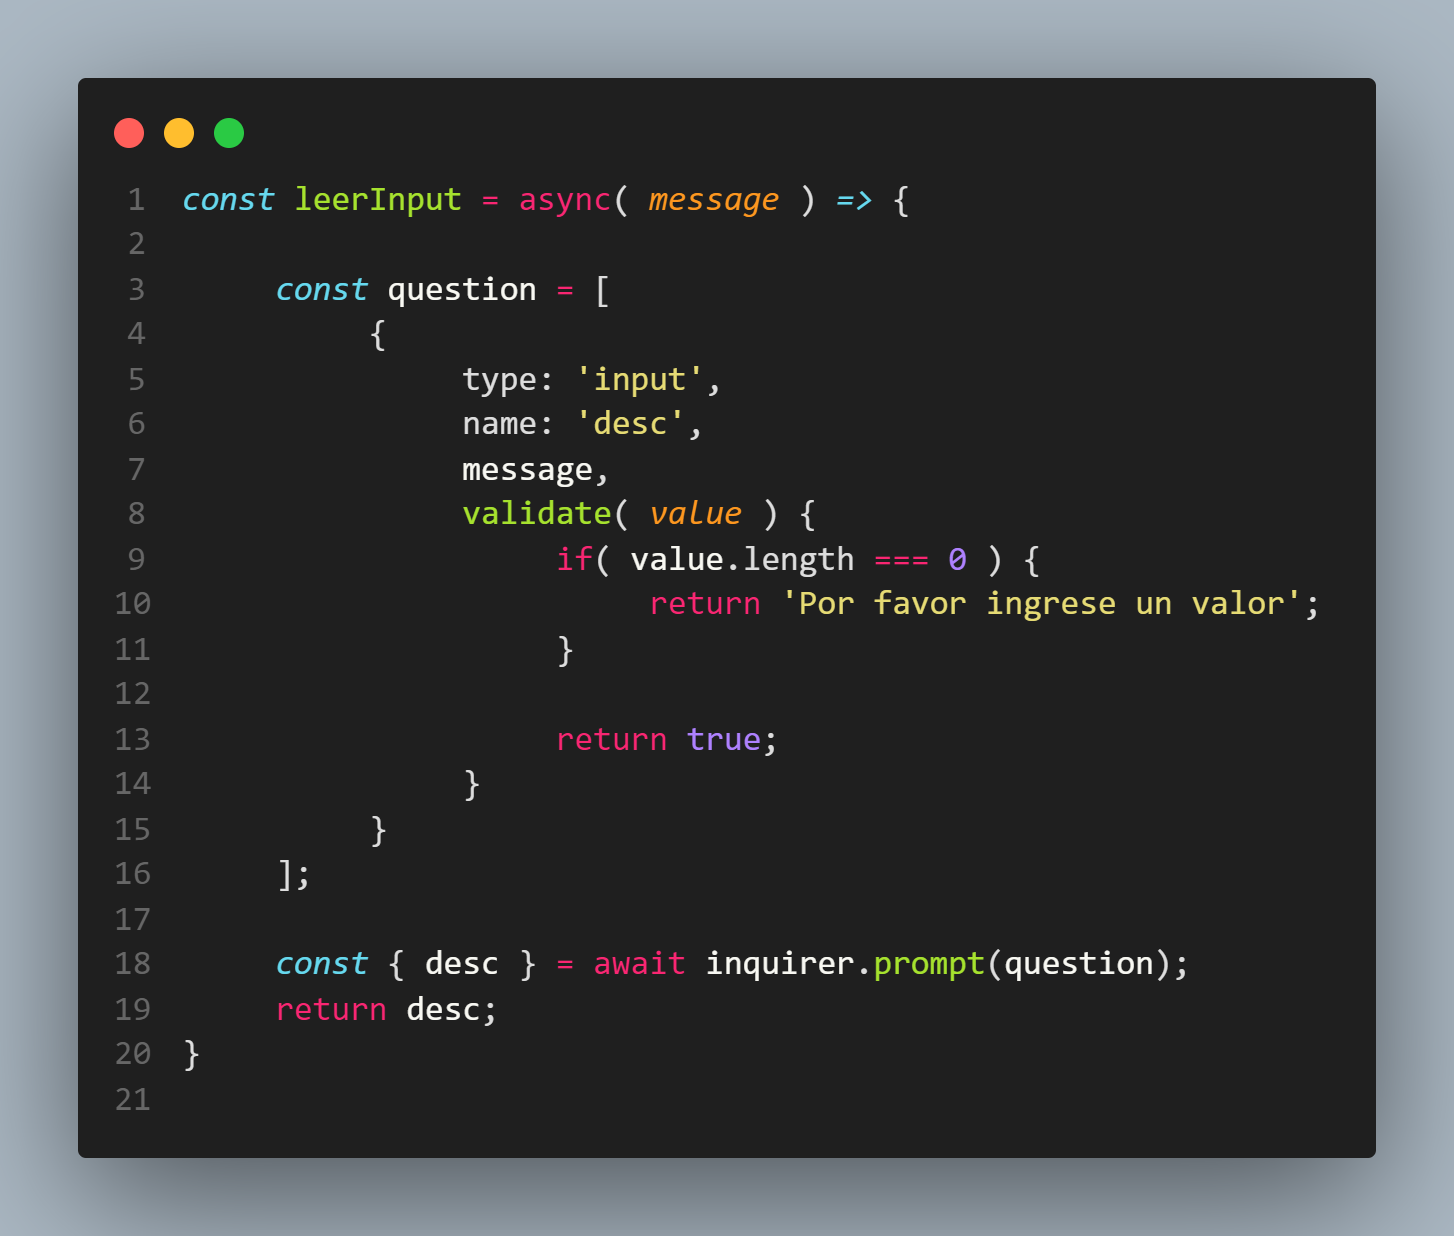 1 const leerInput = async( message ) => {
2
3     const question = [
4          {
5               type: 'input',
6               name: 'desc',
7               message,
8               validate( value ) {
9                    if( value.length === 0 ) {
10                        return 'Por favor ingrese un valor';
11                   }
12
13                   return true;
14              }
15         }
16    ];
17
18    const { desc } = await inquirer.prompt(question);
19    return desc;
20 }
21